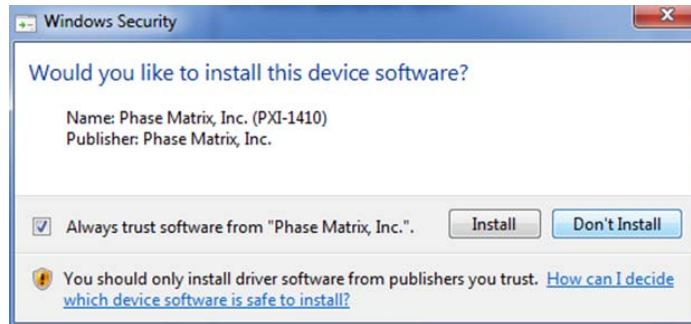 Windows Security
Would you like to install this device software?
Name: Phase Matrix, Inc. (PXI-1410)
Publisher: Phase Matrix, Inc.
Always trust software from "Phase Matrix, Inc.".
Install
Don't Install
You should only install driver software from publishers you trust. How can I decide
which device software is safe to install?